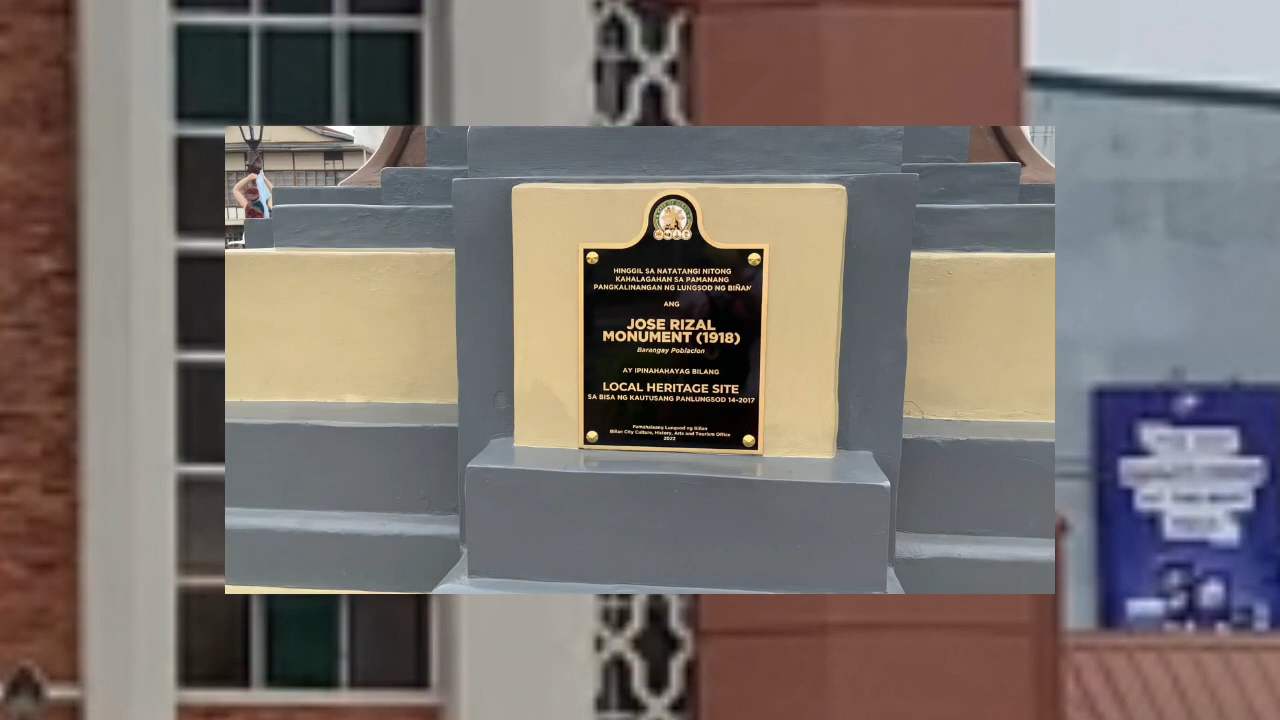 HINGGIL SA NATATANGI NITONG
KAHALAGAHAN SA PAMANANG
PANGKALINANGAN NG LUNGSOD NG BIÑAN
ANG
JOSE RIZAL
MONUMENT (1918)
Barangay Poblacion
AY IPINAHAHAYAG BILANG
LOCAL HERITAGE SITE
SA BISA NG KAUTUSANG PANLUNGSOD 14-2017
Pamahalaang Lungsod ng Biñan
Biñan City Culture, History, Arts and Tourism Office
2022